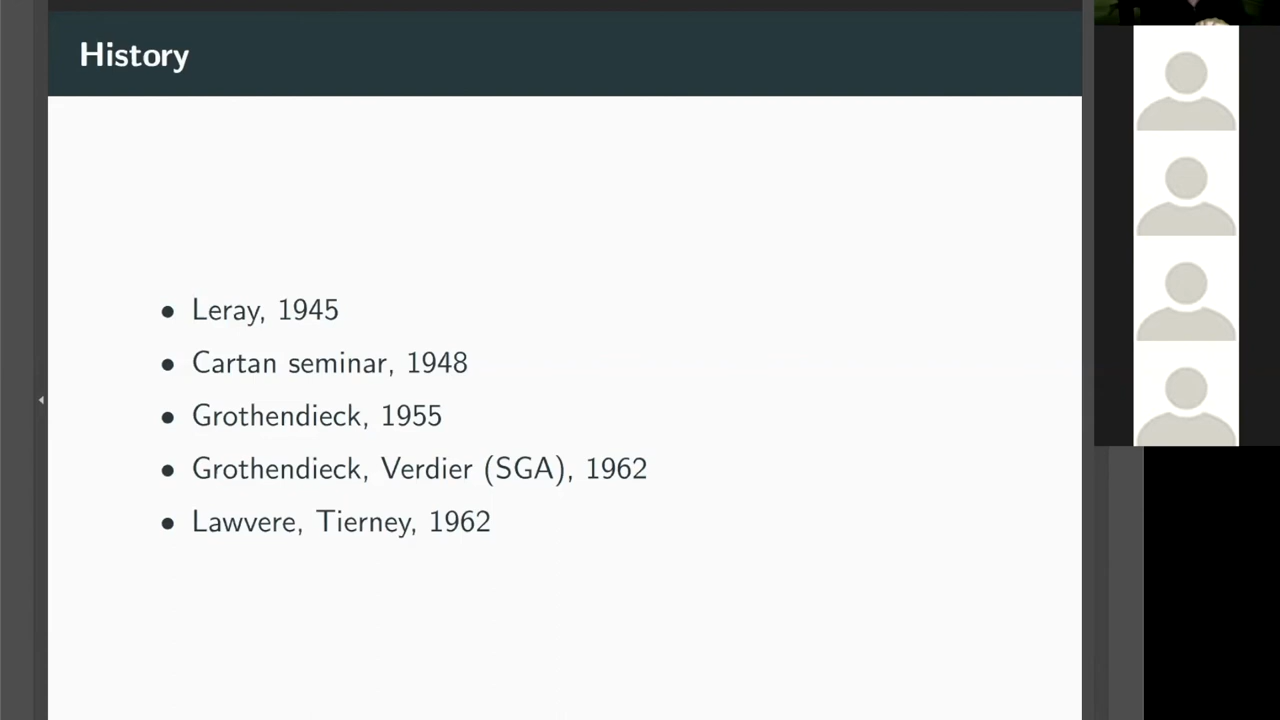 History
• Leray, 1945
• Cartan seminar, 1948
• Grothendieck, 1955
• Grothendieck, Verdier (SGA), 1962
• Lawvere, Tierney, 1962